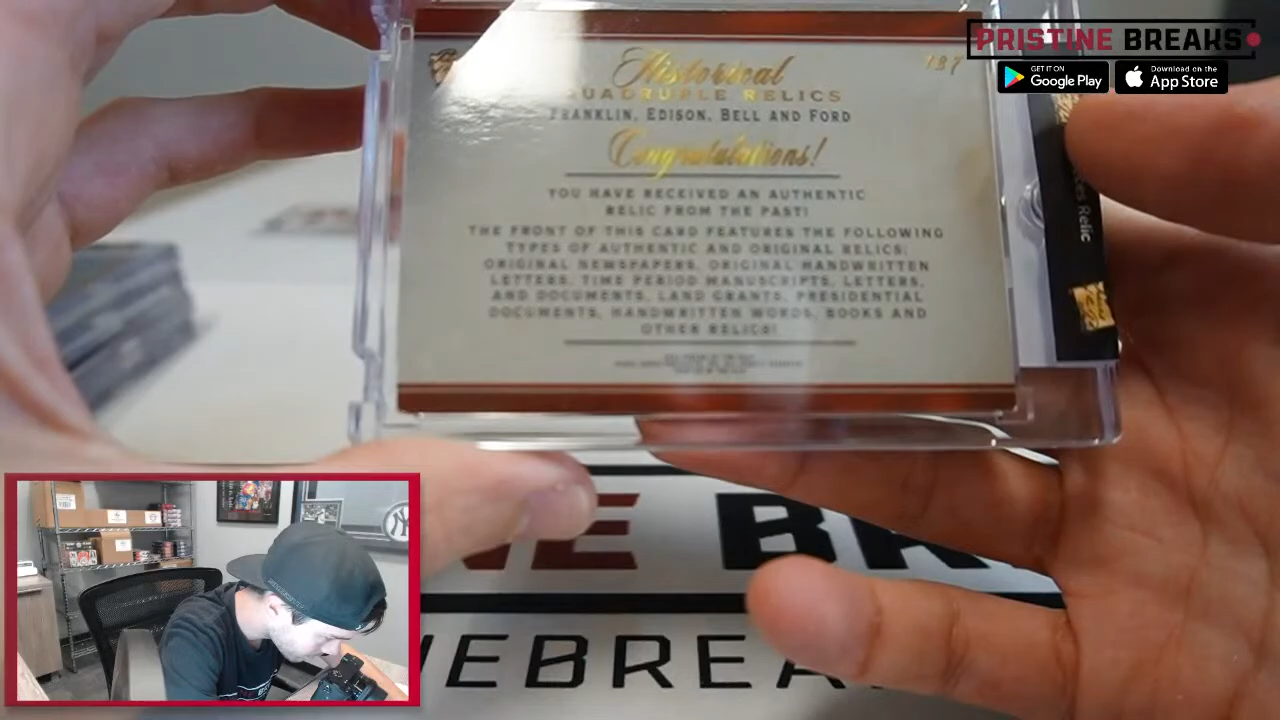 PRISTINE BREAKS
GET IT ON
Google Play
Download on the
App Store
Historical
QUADRUPLE RELICS
FRANKLIN, EDISON, BELL AND FORD
Congratulations!
YOU HAVE RECEIVED AN AUTHENTIC
RELIC FROM THE PAST!
THE FRONT OF THIS CARD FEATURES THE FOLLOWING
TYPES OF AUTHENTIC AND ORIGINAL RELICS:
ORIGINAL NEWSPAPERS, ORIGINAL HANDWRITTEN
LETTERS, TIME PERIOD MANUSCRIPTS, LETTERS,
AND DOCUMENTS, LAND GRANTS, PRESIDENTIAL
DOCUMENTS, HANDWRITTEN WORDS, BOOKS AND
OTHER RELICS!
Relic
NE BR
NEBREA